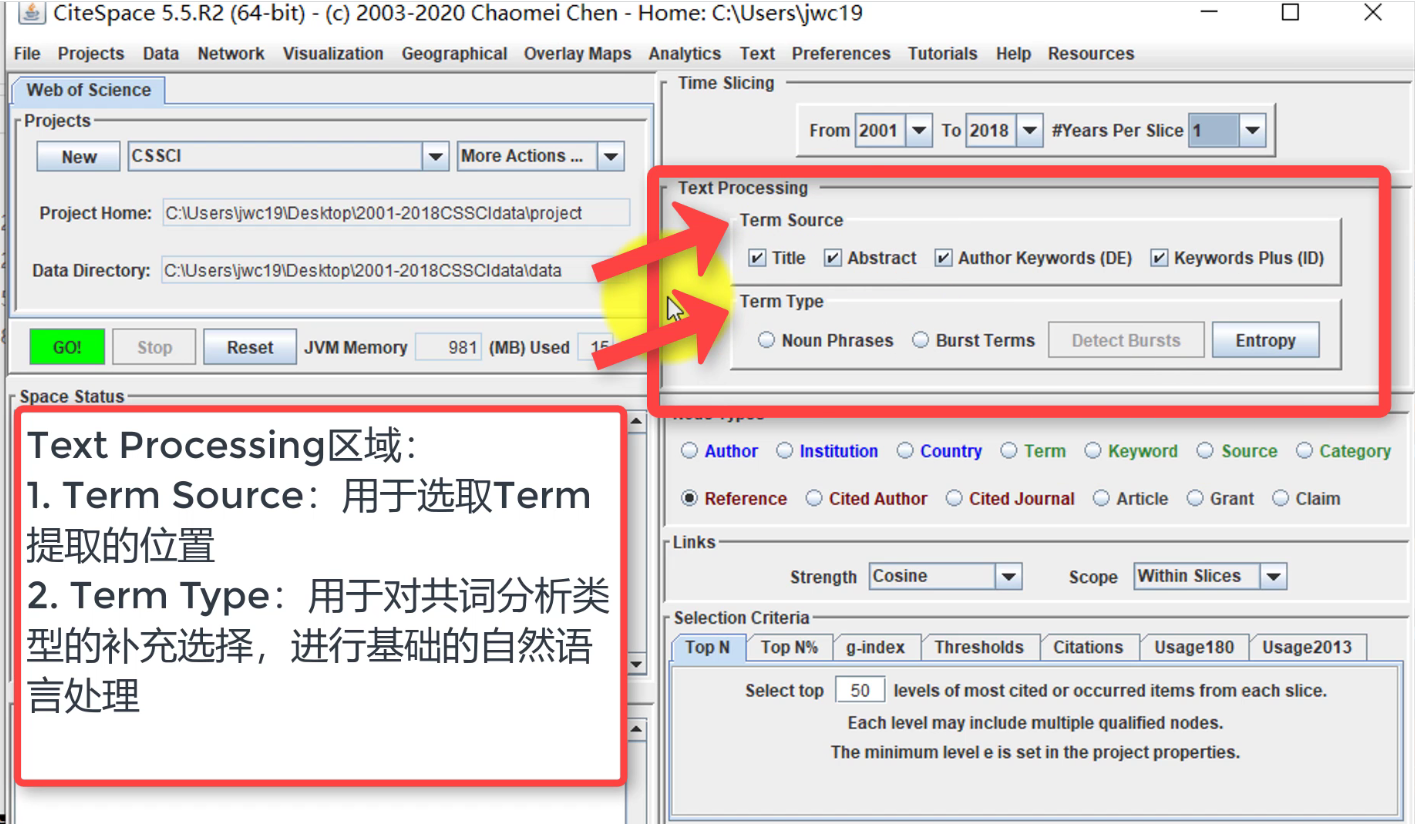 CiteSpace 5.5.R2 (64-bit) - (c) 2003-2020 Chaomei Chen - Home: C:\Users\jwc19
File Projects Data Network Visualization Geographical Overlay Maps Analytics Text Preferences Tutorials Help Resources
Web of Science
Projects
New CSSCI More Actions ...
Project Home: C:\Users\jwc19\Desktop\2001-2018CSSCIdata\project
Data Directory: C:\Users\jwc19\Desktop\2001-2018CSSCIdata\data
GO! Stop Reset JVM Memory 981 (MB) Used 15
Space Status
Text Processing区域：
1. Term Source：用于选取Term
提取的位置
2. Term Type：用于对共词分析类
型的补充选择，进行基础的自然语
言处理
Time Slicing
From 2001 To 2018 #Years Per Slice 1
Text Processing
Term Source
Title Abstract Author Keywords (DE) Keywords Plus (ID)
Term Type
Noun Phrases Burst Terms Detect Bursts Entropy
Node Types
Author Institution Country Term Keyword Source Category
Reference Cited Author Cited Journal Article Grant Claim
Links
Strength Cosine Scope Within Slices
Selection Criteria
Top N Top N% g-index Thresholds Citations Usage180 Usage2013
Select top 50 levels of most cited or occurred items from each slice.
Each level may include multiple qualified nodes.
The minimum level e is set in the project properties.